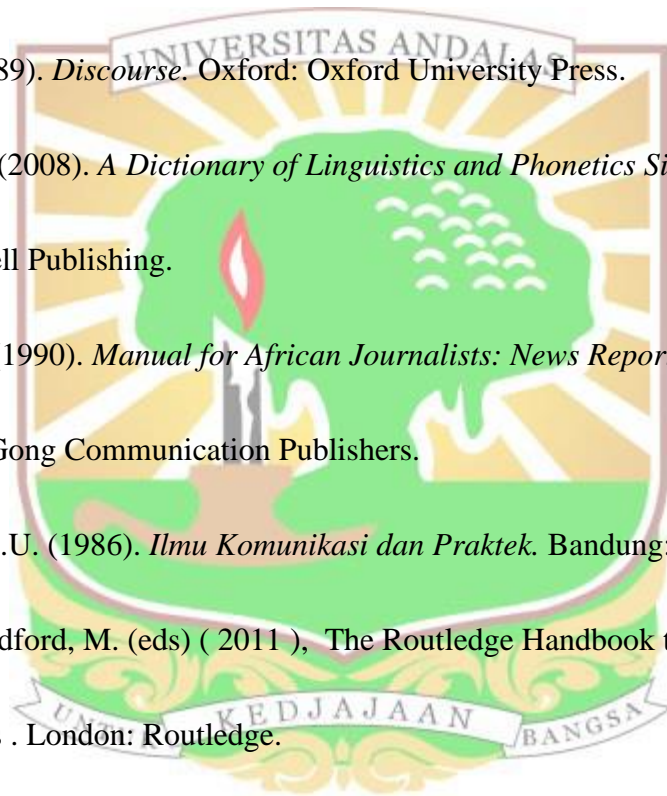 UNIVERSITAS ANDALAS
89). Discourse. Oxford: Oxford University Press.
(2008). A Dictionary of Linguistics and Phonetics Si
ell Publishing.
1990). Manual for African Journalists: News Repor
Gong Communication Publishers.
.U. (1986). Ilmu Komunikasi dan Praktek. Bandung:
dford, M. (eds) ( 2011 ), The Routledge Handbook t
UNTUK KEDJAJAAN BANGSA
s . London: Routledge.